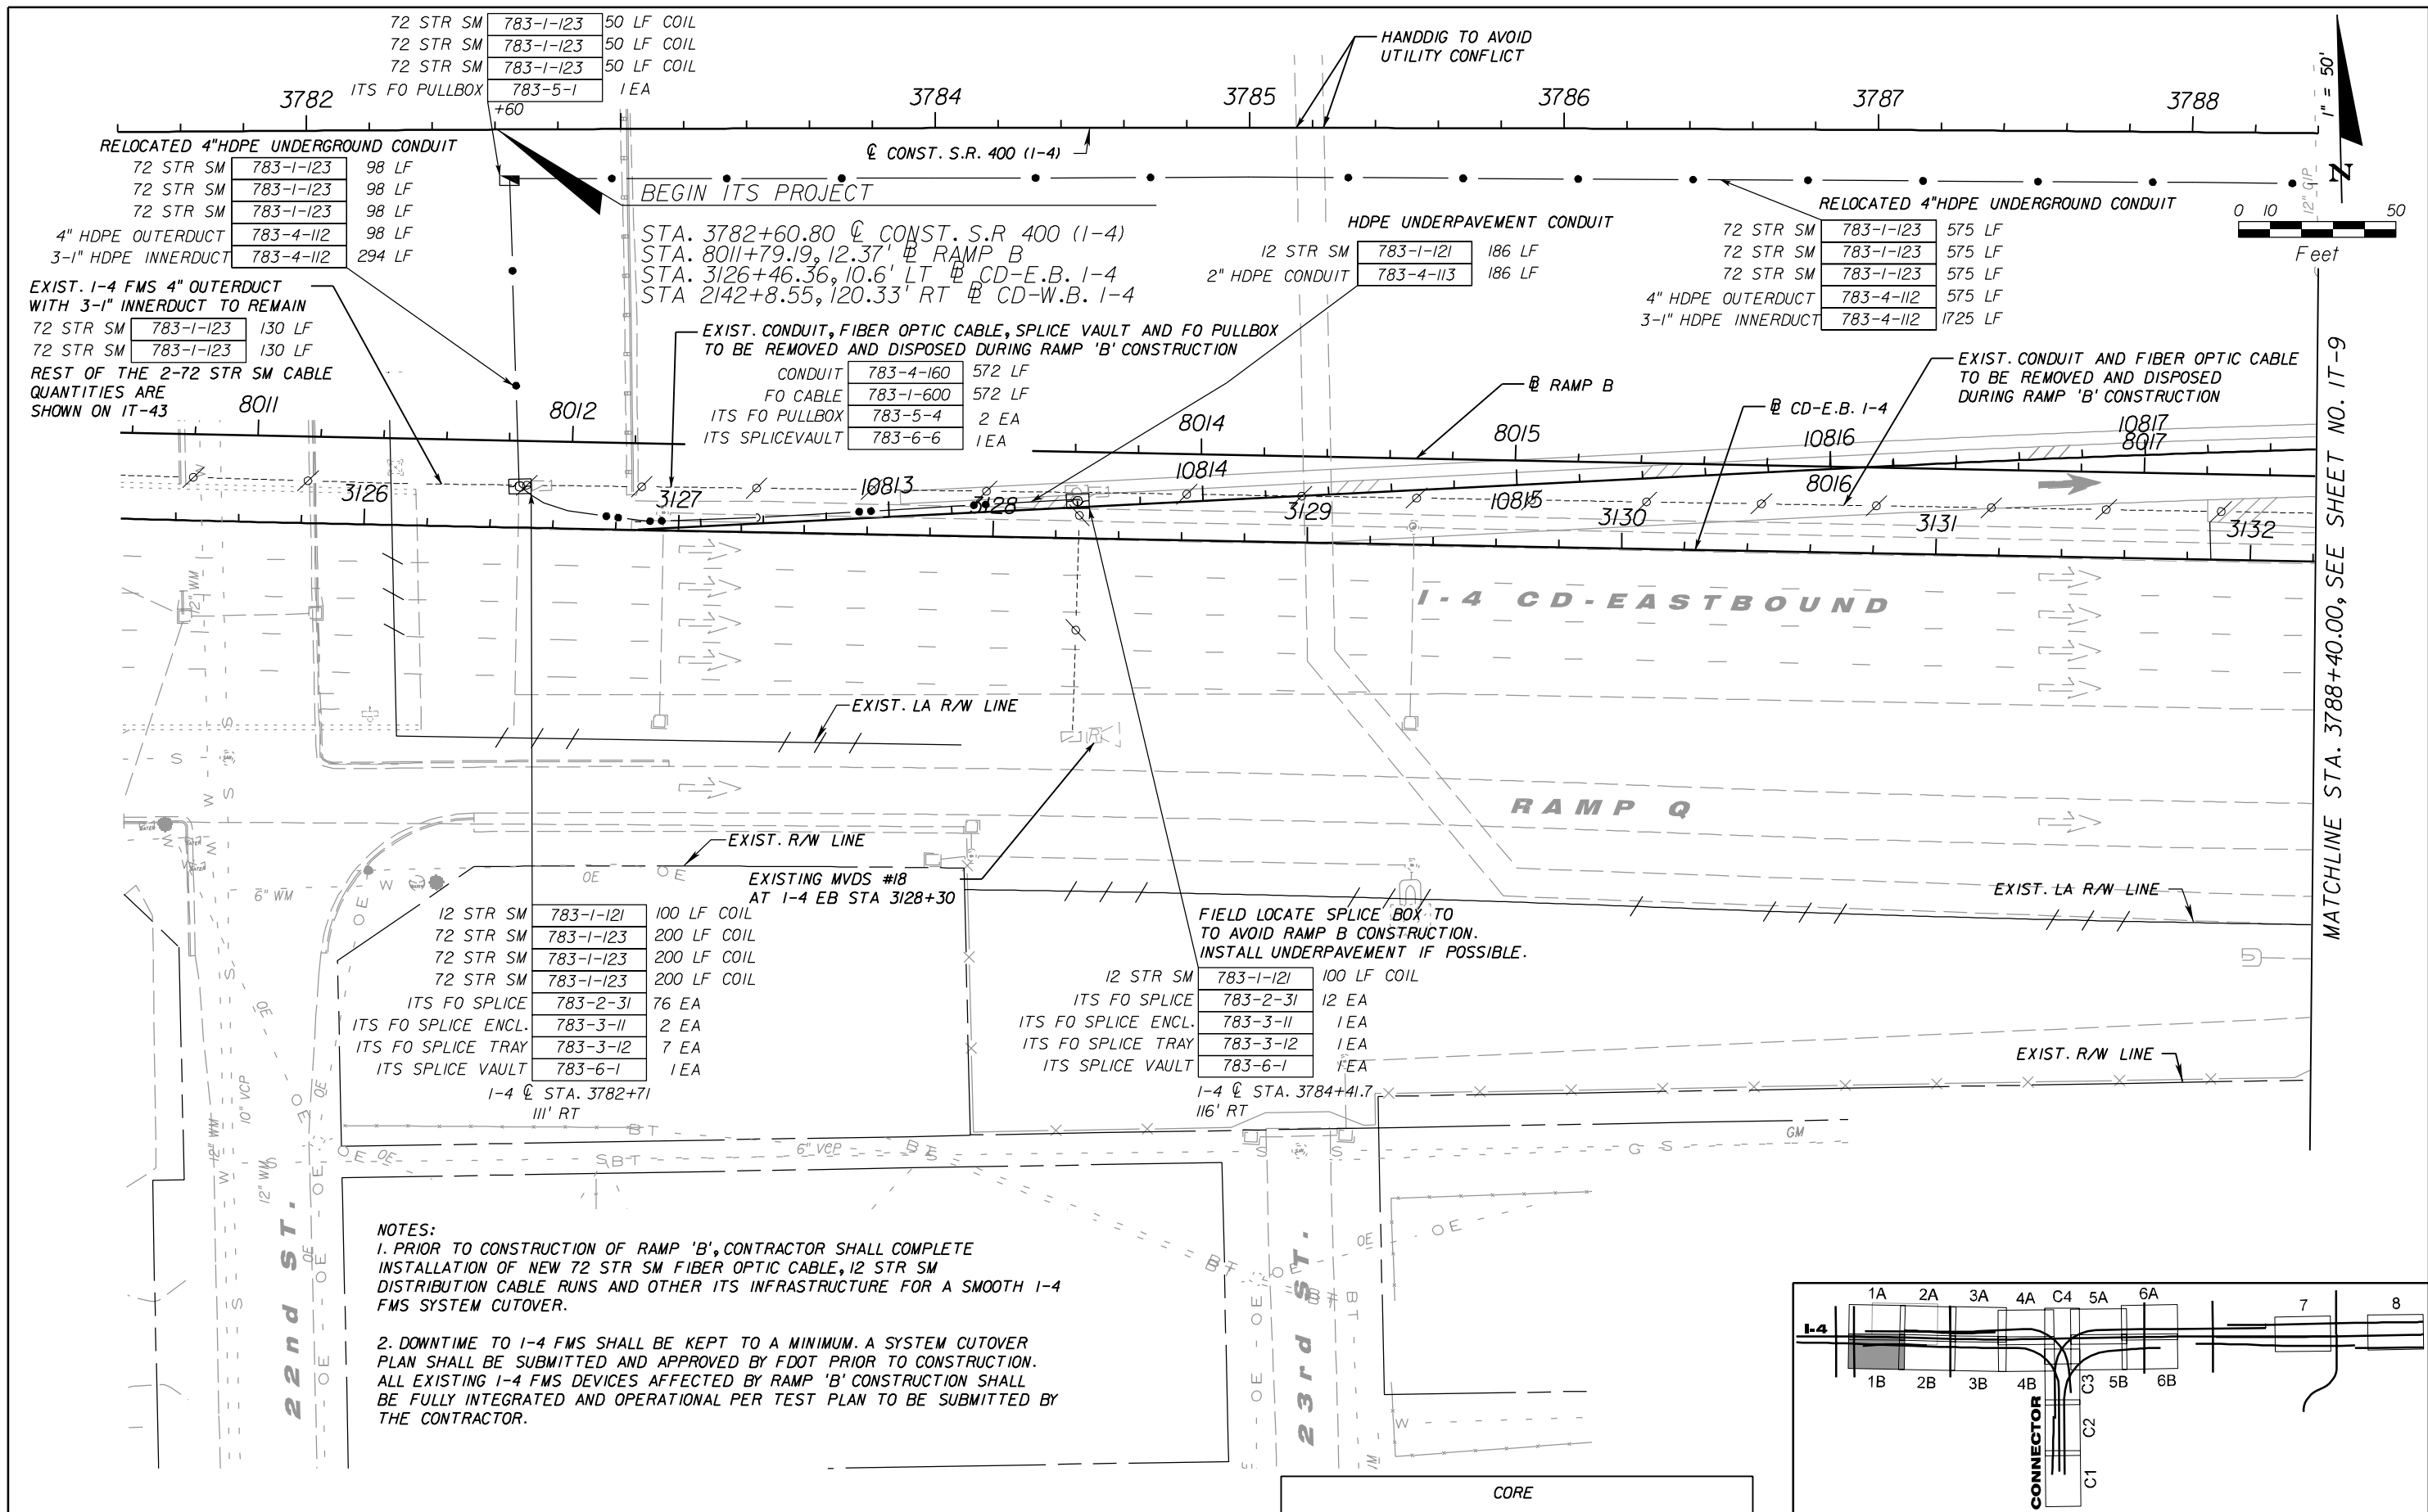 72 STR SM 783-1-123 50 LF COIL
72 STR SM 783-1-123 50 LF COIL
72 STR SM 783-1-123 50 LF COIL
ITS FO PULLBOX 783-5-1 1 EA
+60
HANDDIG TO AVOID
UTILITY CONFLICT
3782 3784 3785 3786 3787 3788
1" = 50'
N
0 10 50
Feet
12" GIP
℄ CONST. S.R. 400 (I-4)
RELOCATED 4"HDPE UNDERGROUND CONDUIT
72 STR SM 783-1-123 98 LF
72 STR SM 783-1-123 98 LF
72 STR SM 783-1-123 98 LF
4" HDPE OUTERDUCT 783-4-112 98 LF
3-1" HDPE INNERDUCT 783-4-112 294 LF
BEGIN ITS PROJECT
STA. 3782+60.80 ℄ CONST. S.R 400 (I-4)
STA. 8011+79.19, 12.37' ⅊ RAMP B
STA. 3126+46.36, 10.6' LT ⅊ CD-E.B. I-4
STA 2142+8.55, 120.33' RT ⅊ CD-W.B. I-4
HDPE UNDERPAVEMENT CONDUIT
12 STR SM 783-1-121 186 LF
2" HDPE CONDUIT 783-4-113 186 LF
RELOCATED 4"HDPE UNDERGROUND CONDUIT
72 STR SM 783-1-123 575 LF
72 STR SM 783-1-123 575 LF
72 STR SM 783-1-123 575 LF
4" HDPE OUTERDUCT 783-4-112 575 LF
3-1" HDPE INNERDUCT 783-4-112 1725 LF
EXIST. I-4 FMS 4" OUTERDUCT
WITH 3-1" INNERDUCT TO REMAIN
72 STR SM 783-1-123 130 LF
72 STR SM 783-1-123 130 LF
REST OF THE 2-72 STR SM CABLE
QUANTITIES ARE
SHOWN ON IT-43
EXIST. CONDUIT, FIBER OPTIC CABLE, SPLICE VAULT AND FO PULLBOX
TO BE REMOVED AND DISPOSED DURING RAMP 'B' CONSTRUCTION
CONDUIT 783-4-160 572 LF
FO CABLE 783-1-600 572 LF
ITS FO PULLBOX 783-5-4 2 EA
ITS SPLICEVAULT 783-6-6 1 EA
⅊ RAMP B
⅊ CD-E.B. I-4
EXIST. CONDUIT AND FIBER OPTIC CABLE
TO BE REMOVED AND DISPOSED
DURING RAMP 'B' CONSTRUCTION
8011 8012 8014 8015 8016 8017
10813 10814 10815 10816 10817
3126 3127 3128 3129 3130 3131 3132
MATCHLINE STA. 3788+40.00, SEE SHEET NO. IT-9
I-4 CD-EASTBOUND
12" WM
EXIST. LA R/W LINE
RAMP Q
EXIST. R/W LINE
EXISTING MVDS #18
AT I-4 EB STA 3128+30
6" WM
EXIST. LA R/W LINE
12 STR SM 783-1-121 100 LF COIL
72 STR SM 783-1-123 200 LF COIL
72 STR SM 783-1-123 200 LF COIL
72 STR SM 783-1-123 200 LF COIL
ITS FO SPLICE 783-2-31 76 EA
ITS FO SPLICE ENCL. 783-3-11 2 EA
ITS FO SPLICE TRAY 783-3-12 7 EA
ITS SPLICE VAULT 783-6-1 1 EA
I-4 ℄ STA. 3782+71
111' RT
FIELD LOCATE SPLICE BOX TO
TO AVOID RAMP B CONSTRUCTION.
INSTALL UNDERPAVEMENT IF POSSIBLE.
12 STR SM 783-1-121 100 LF COIL
ITS FO SPLICE 783-2-31 12 EA
ITS FO SPLICE ENCL. 783-3-11 1 EA
ITS FO SPLICE TRAY 783-3-12 1 EA
ITS SPLICE VAULT 783-6-1 1 EA
I-4 ℄ STA. 3784+41.7
116' RT
EXIST. R/W LINE
10" VCP
12" WM
12" WM
6" VCP
GM
22nd ST.
23rd ST.
NOTES:
1. PRIOR TO CONSTRUCTION OF RAMP 'B', CONTRACTOR SHALL COMPLETE
INSTALLATION OF NEW 72 STR SM FIBER OPTIC CABLE, 12 STR SM
DISTRIBUTION CABLE RUNS AND OTHER ITS INFRASTRUCTURE FOR A SMOOTH I-4
FMS SYSTEM CUTOVER.
2. DOWNTIME TO I-4 FMS SHALL BE KEPT TO A MINIMUM. A SYSTEM CUTOVER
PLAN SHALL BE SUBMITTED AND APPROVED BY FDOT PRIOR TO CONSTRUCTION.
ALL EXISTING I-4 FMS DEVICES AFFECTED BY RAMP 'B' CONSTRUCTION SHALL
BE FULLY INTEGRATED AND OPERATIONAL PER TEST PLAN TO BE SUBMITTED BY
THE CONTRACTOR.
CORE
1A 2A 3A 4A C4 5A 6A 7 8
I-4
1B 2B 3B 4B C3 5B 6B
C2
C1
CONNECTOR